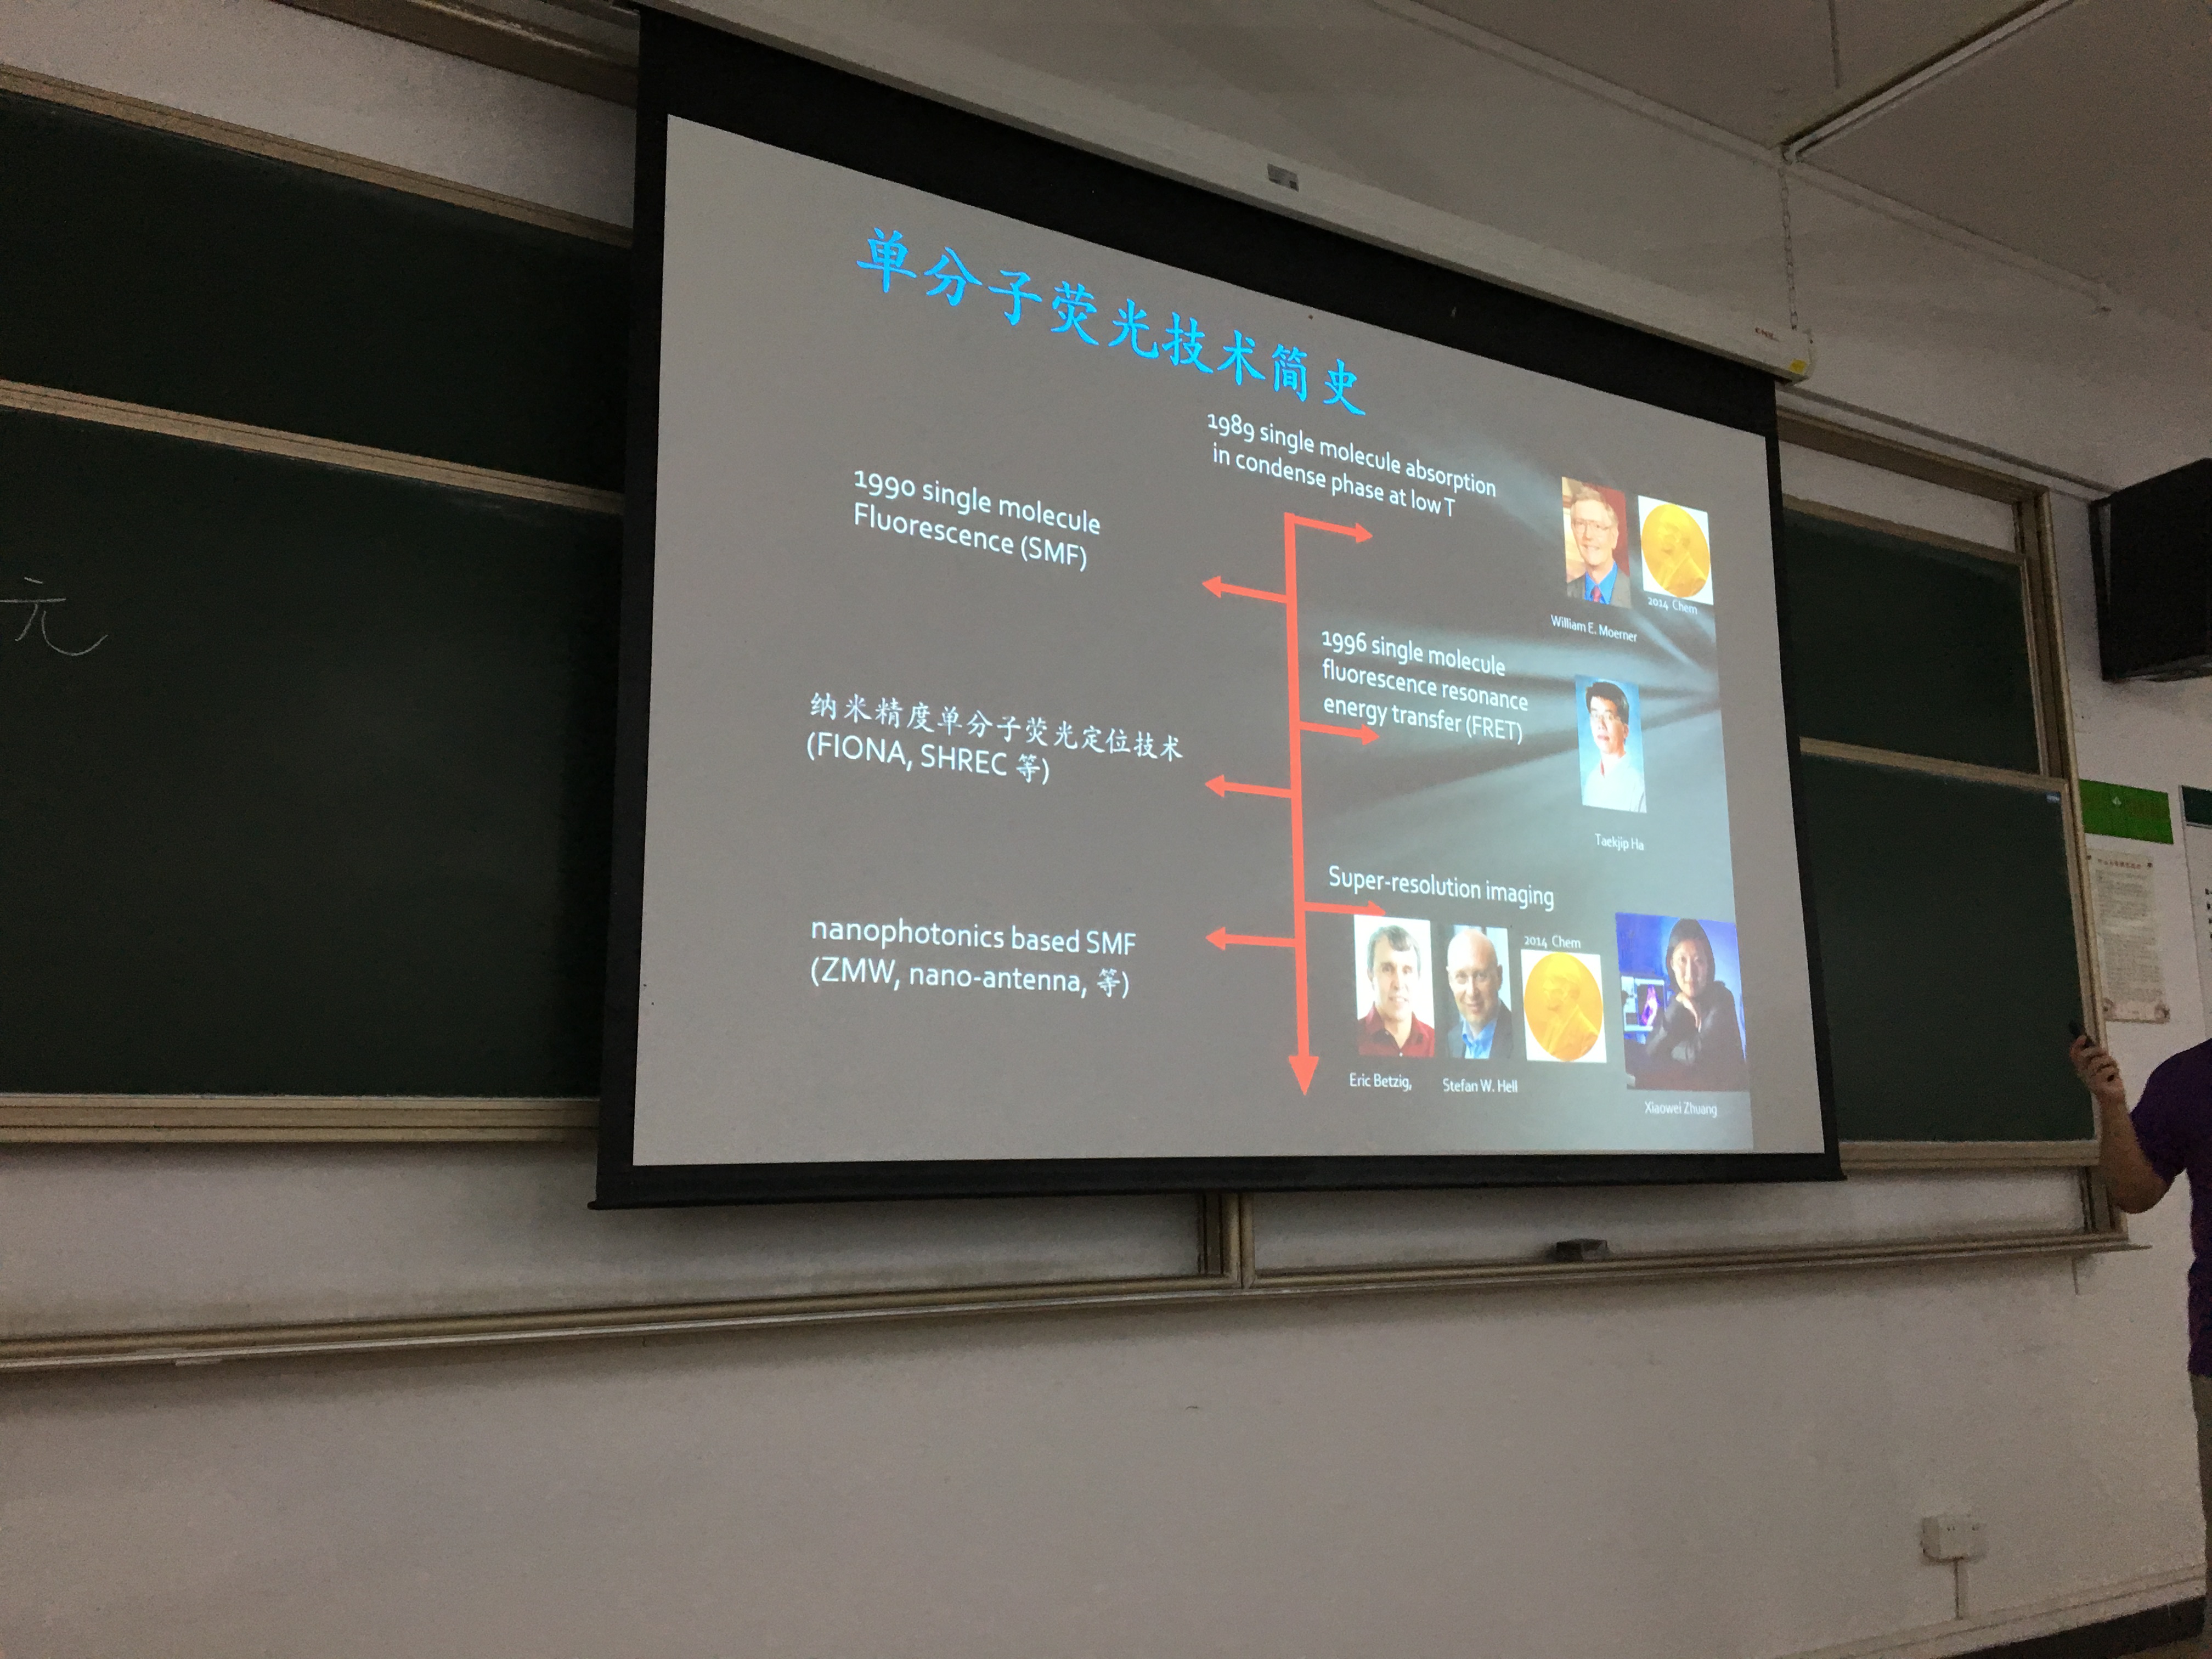 单分子荧光技术简史
1989 single molecule absorption
in condense phase at low T
1990 single molecule
Fluorescence (SMF)
2014 Chem
William E. Moerner
1996 single molecule
fluorescence resonance
energy transfer (FRET)
纳米精度单分子荧光定位技术
(FIONA, SHREC 等)
Taekjip Ha
Super-resolution imaging
nanophotonics based SMF
(ZMW, nano-antenna, 等)
2014 Chem
Eric Betzig,
Stefan W. Hell
Xiaowei Zhuang
元